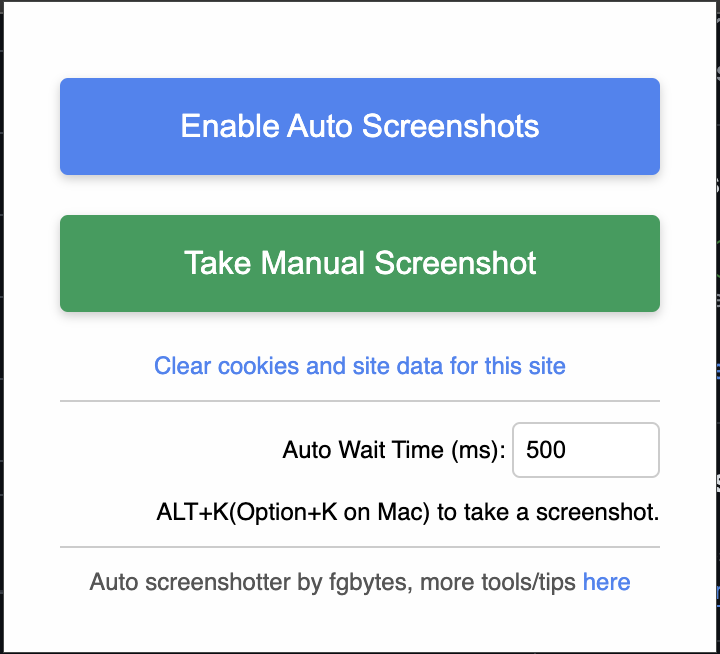 Enable Auto Screenshots
Take Manual Screenshot
Clear cookies and site data for this site
Auto Wait Time (ms): 500
ALT+K(Option+K on Mac) to take a screenshot.
Auto screenshotter by fgbytes, more tools/tips here